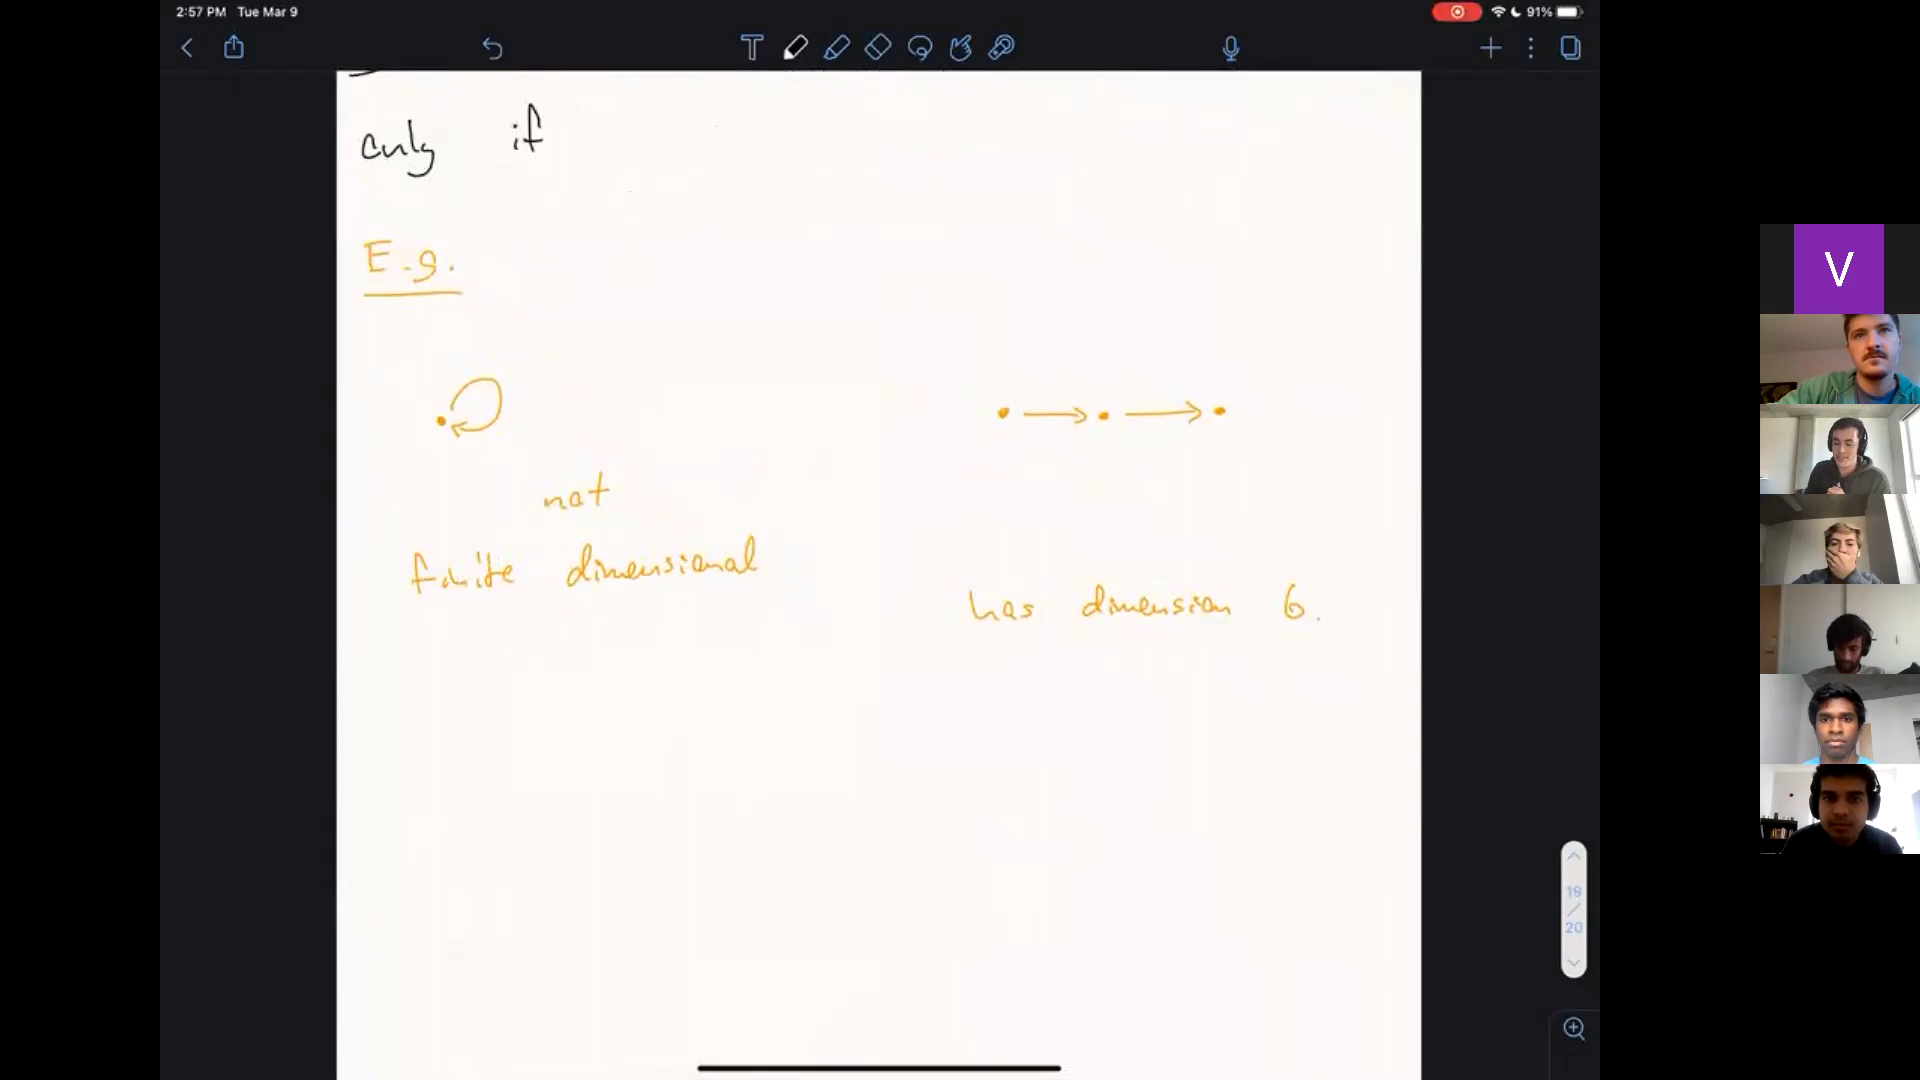 2:57 PM Tue Mar 9
91%
only if
E.g.
not
finite dimensional
has dimension 6.
V
19
/
20